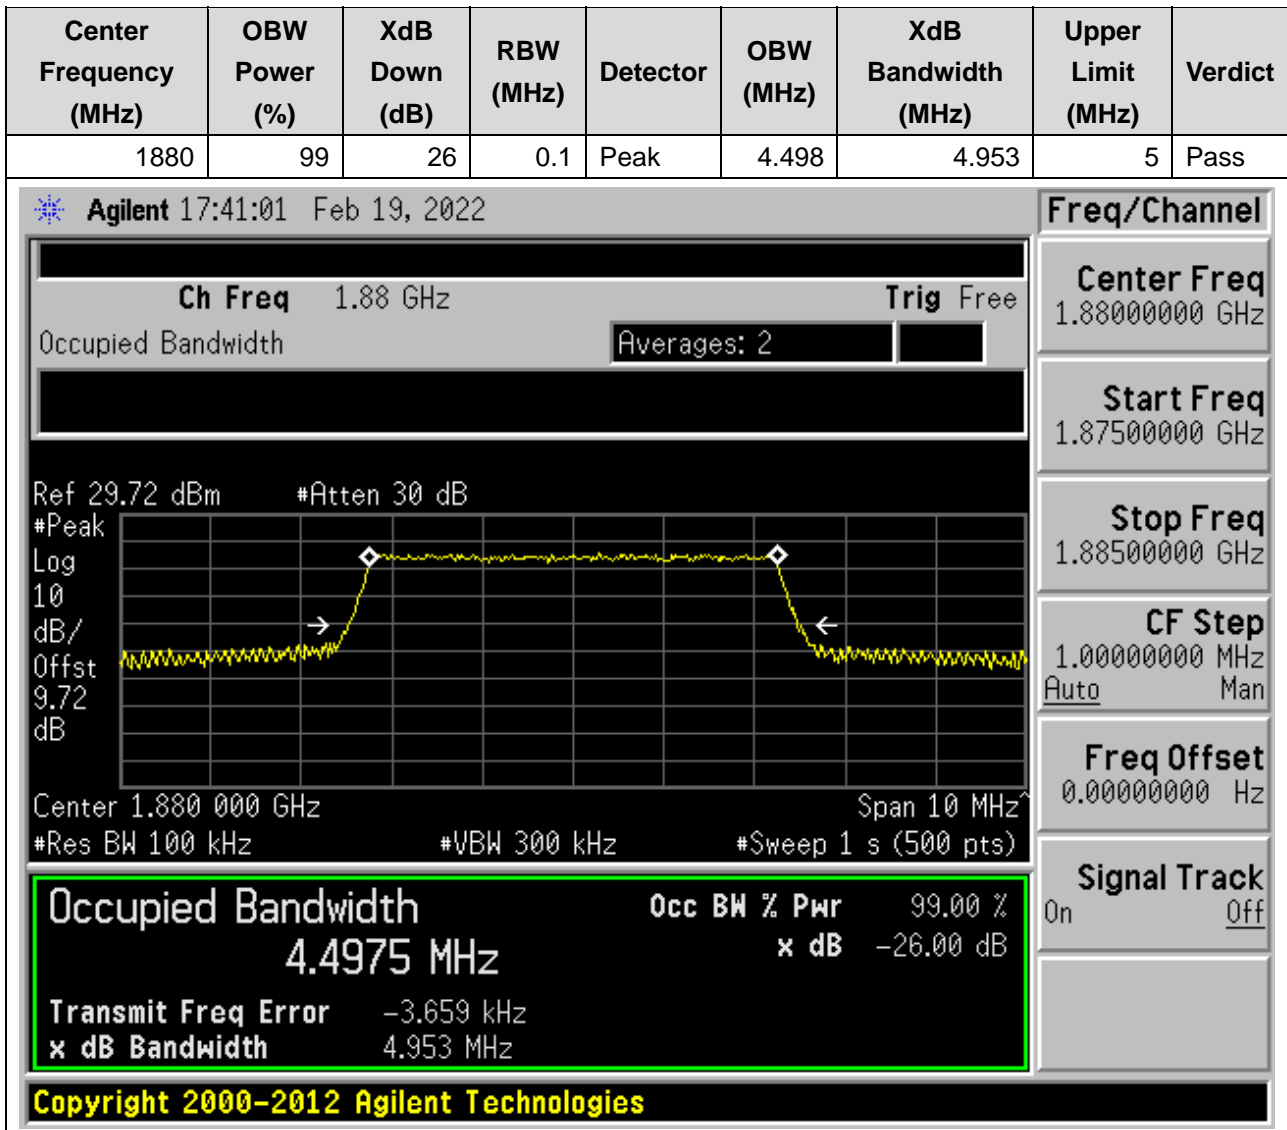 Center Frequency (MHz) OBW Power (%) XdB Down (dB) RBW (MHz) Detector OBW (MHz) XdB Bandwidth (MHz) Upper Limit (MHz) Verdict
1880 99 26 0.1 Peak 4.498 4.953 5 Pass
Agilent 17:41:01 Feb 19, 2022
Ch Freq 1.88 GHz Trig Free
Occupied Bandwidth Averages: 2
Ref 29.72 dBm #Atten 30 dB
#Peak
Log
10
dB/
Offst
9.72
dB
Center 1.880 000 GHz Span 10 MHz^
#Res BW 100 kHz #VBW 300 kHz #Sweep 1 s (500 pts)
Occupied Bandwidth Occ BW % Pwr 99.00 %
4.4975 MHz x dB -26.00 dB
Transmit Freq Error -3.659 kHz
x dB Bandwidth 4.953 MHz
Freq/Channel
Center Freq
1.88000000 GHz
Start Freq
1.87500000 GHz
Stop Freq
1.88500000 GHz
CF Step
1.00000000 MHz
Auto Man
Freq Offset
0.00000000 Hz
Signal Track
On Off
Copyright 2000-2012 Agilent Technologies